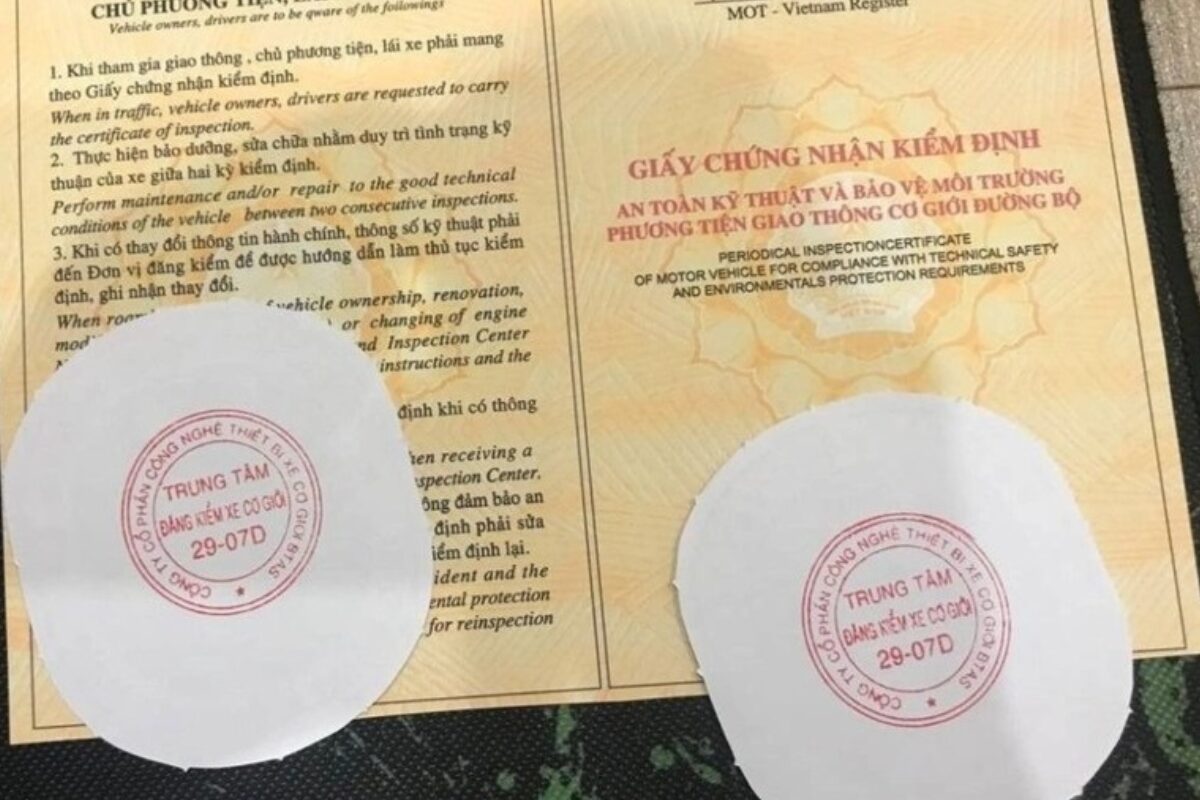 CHỦ PHƯƠNG TIỆN,
Vehicle owners, drivers are to be qware of the followings
1. Khi tham gia giao thông , chủ phương tiện, lái xe phải mang
theo Giấy chứng nhận kiểm định.
When in traffic, vehicle owners, drivers are requested to carry
the certificate of inspection.
2. Thực hiện bảo dưỡng, sửa chữa nhằm duy trì tình trạng kỹ
thuận của xe giữa hai kỳ kiểm định.
Perform maintenance and/or repair to the good technical
conditions of the vehicle between two consecutive inspections.
3. Khi có thay đổi thông tin hành chính, thông số kỹ thuật phải
đến Đơn vị đăng kiểm để được hướng dẫn làm thủ tục kiểm
định, ghi nhận thay đổi.
When vehicle ownership, renovation,
or changing of engine
Inspection Center
instructions and the
định khi có thông
receiving a
Center.
đảm bảo an
định phải sửa
định lại.
and the
protection
for reinspection
CÔNG TY CỔ PHẦN CÔNG NGHỆ THIẾT BỊ XE CƠ GIỚI BTAS
TRUNG TÂM
ĐĂNG KIỂM XE CƠ GIỚI
29-07D
MOT - Vietnam Register
GIẤY CHỨNG NHẬN KIỂM ĐỊNH
AN TOÀN KỸ THUẬT VÀ BẢO VỆ MÔI TRƯỜNG
PHƯƠNG TIỆN GIAO THÔNG CƠ GIỚI ĐƯỜNG BỘ
PERIODICAL INSPECTIONCERTIFICATE
OF MOTOR VEHICLE FOR COMPLIANCE WITH TECHNICAL SAFETY
AND ENVIRONMENTALS PROTECTION REQUIREMENTS
CÔNG TY CỔ PHẦN CÔNG NGHỆ THIẾT BỊ XE CƠ GIỚI BTAS
TRUNG TÂM
ĐĂNG KIỂM XE CƠ GIỚI
29-07D